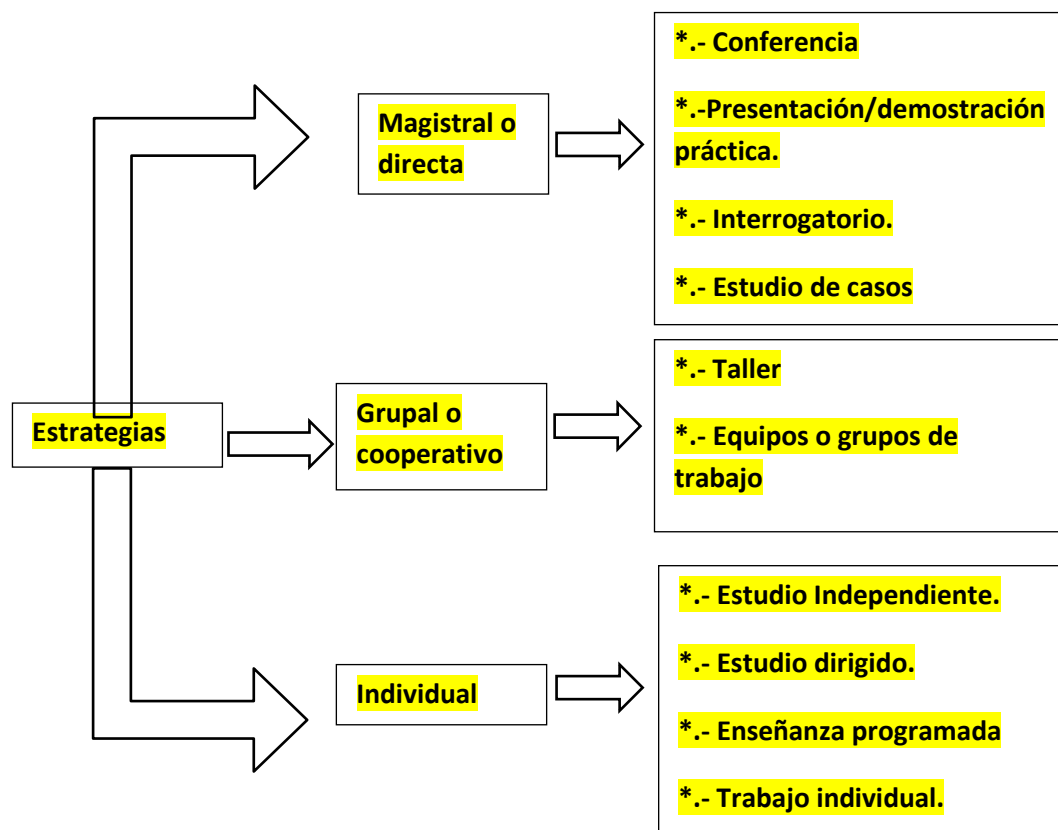 Estrategias
Magistral o
directa
*.- Conferencia
*.-Presentación/demostración
práctica.
*.- Interrogatorio.
*.- Estudio de casos
Grupal o
cooperativo
*.- Taller
*.- Equipos o grupos de
trabajo
Individual
*.- Estudio Independiente.
*.- Estudio dirigido.
*.- Enseñanza programada
*.- Trabajo individual.